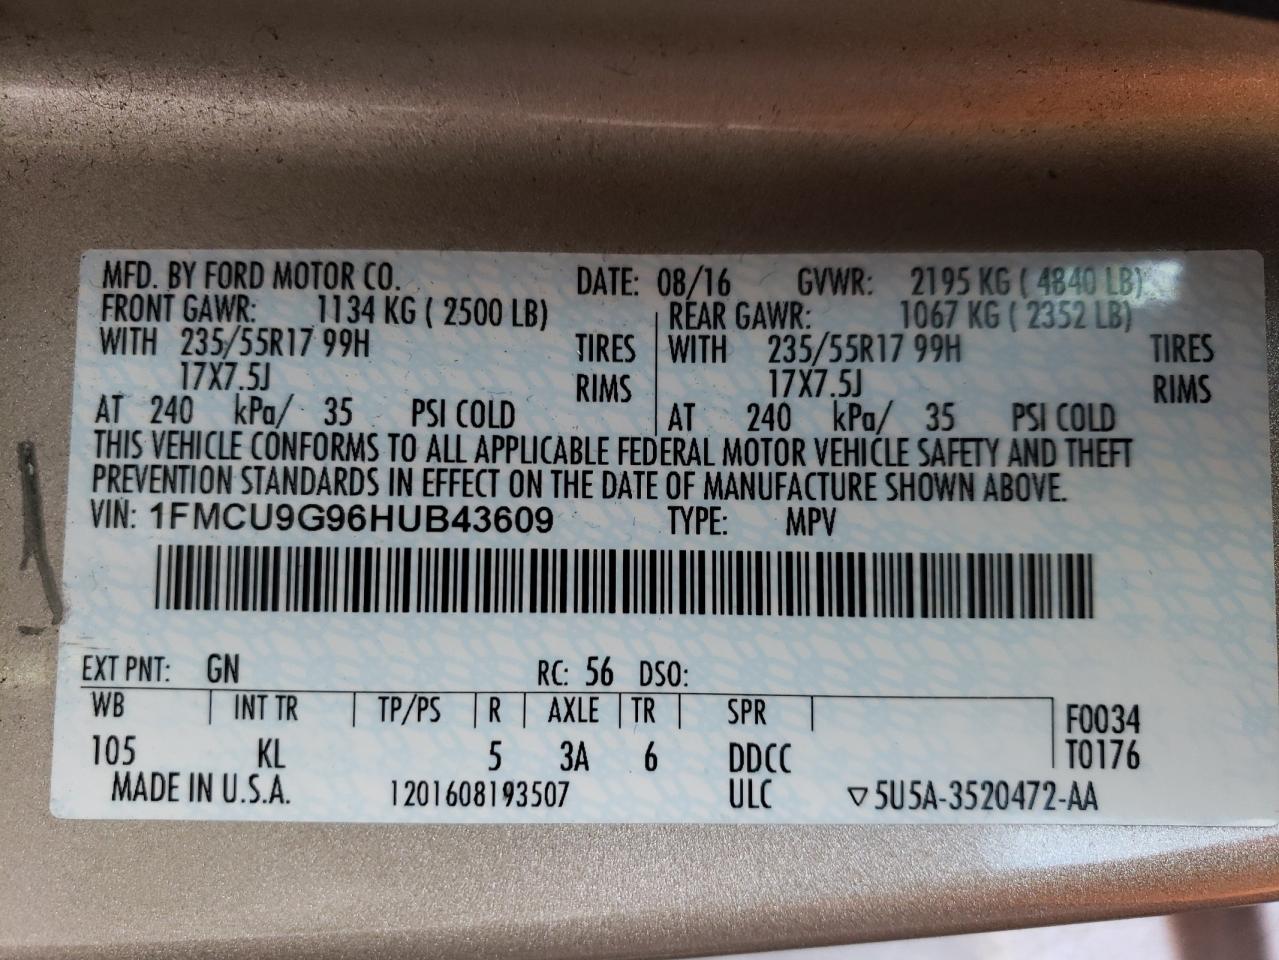 MFD. BY FORD MOTOR CO. DATE: 08/16 GVWR: 2195 KG ( 4840 LB)
FRONT GAWR: 1134 KG ( 2500 LB) REAR GAWR: 1067 KG ( 2352 LB)
WITH 235/55R17 99H TIRES WITH 235/55R17 99H TIRES
17X7.5J RIMS 17X7.5J RIMS
AT 240 kPa/ 35 PSI COLD AT 240 kPa/ 35 PSI COLD
THIS VEHICLE CONFORMS TO ALL APPLICABLE FEDERAL MOTOR VEHICLE SAFETY AND THEFT
PREVENTION STANDARDS IN EFFECT ON THE DATE OF MANUFACTURE SHOWN ABOVE.
VIN: 1FMCU9G96HUB43609 TYPE: MPV
EXT PNT: GN RC: 56 DSO:
WB INT TR TP/PS R AXLE TR SPR F0034
105 KL 5 3A 6 DDCC T0176
MADE IN U.S.A. 1201608193507 ULC ▽5U5A-3520472-AA